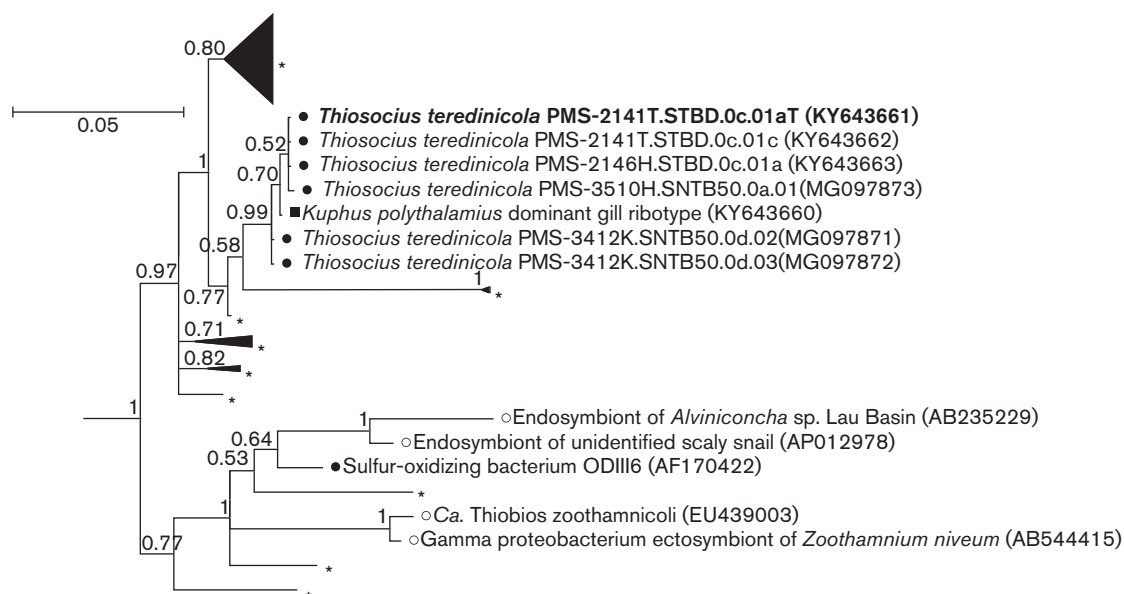 0.80
*
0.05
Thiosocius teredinicola PMS-2141T.STBD.0c.01aT (KY643661)
0.52
Thiosocius teredinicola PMS-2141T.STBD.0c.01c (KY643662)
1
Thiosocius teredinicola PMS-2146H.STBD.0c.01a (KY643663)
0.70
Thiosocius teredinicola PMS-3510H.SNTB50.0a.01(MG097873)
0.99
Kuphus polythalamius dominant gill ribotype (KY643660)
Thiosocius teredinicola PMS-3412K.SNTB50.0d.02(MG097871)
0.58
Thiosocius teredinicola PMS-3412K.SNTB50.0d.03(MG097872)
0.97
1
*
0.77
*
0.71
*
0.82
*
*
1
1
Endosymbiont of Alviniconcha sp. Lau Basin (AB235229)
0.64
Endosymbiont of unidentified scaly snail (AP012978)
0.53
Sulfur-oxidizing bacterium ODIII6 (AF170422)
*
1
1
Ca. Thiobios zoothamnicoli (EU439003)
0.77
Gamma proteobacterium ectosymbiont of Zoothamnium niveum (AB544415)
*
*